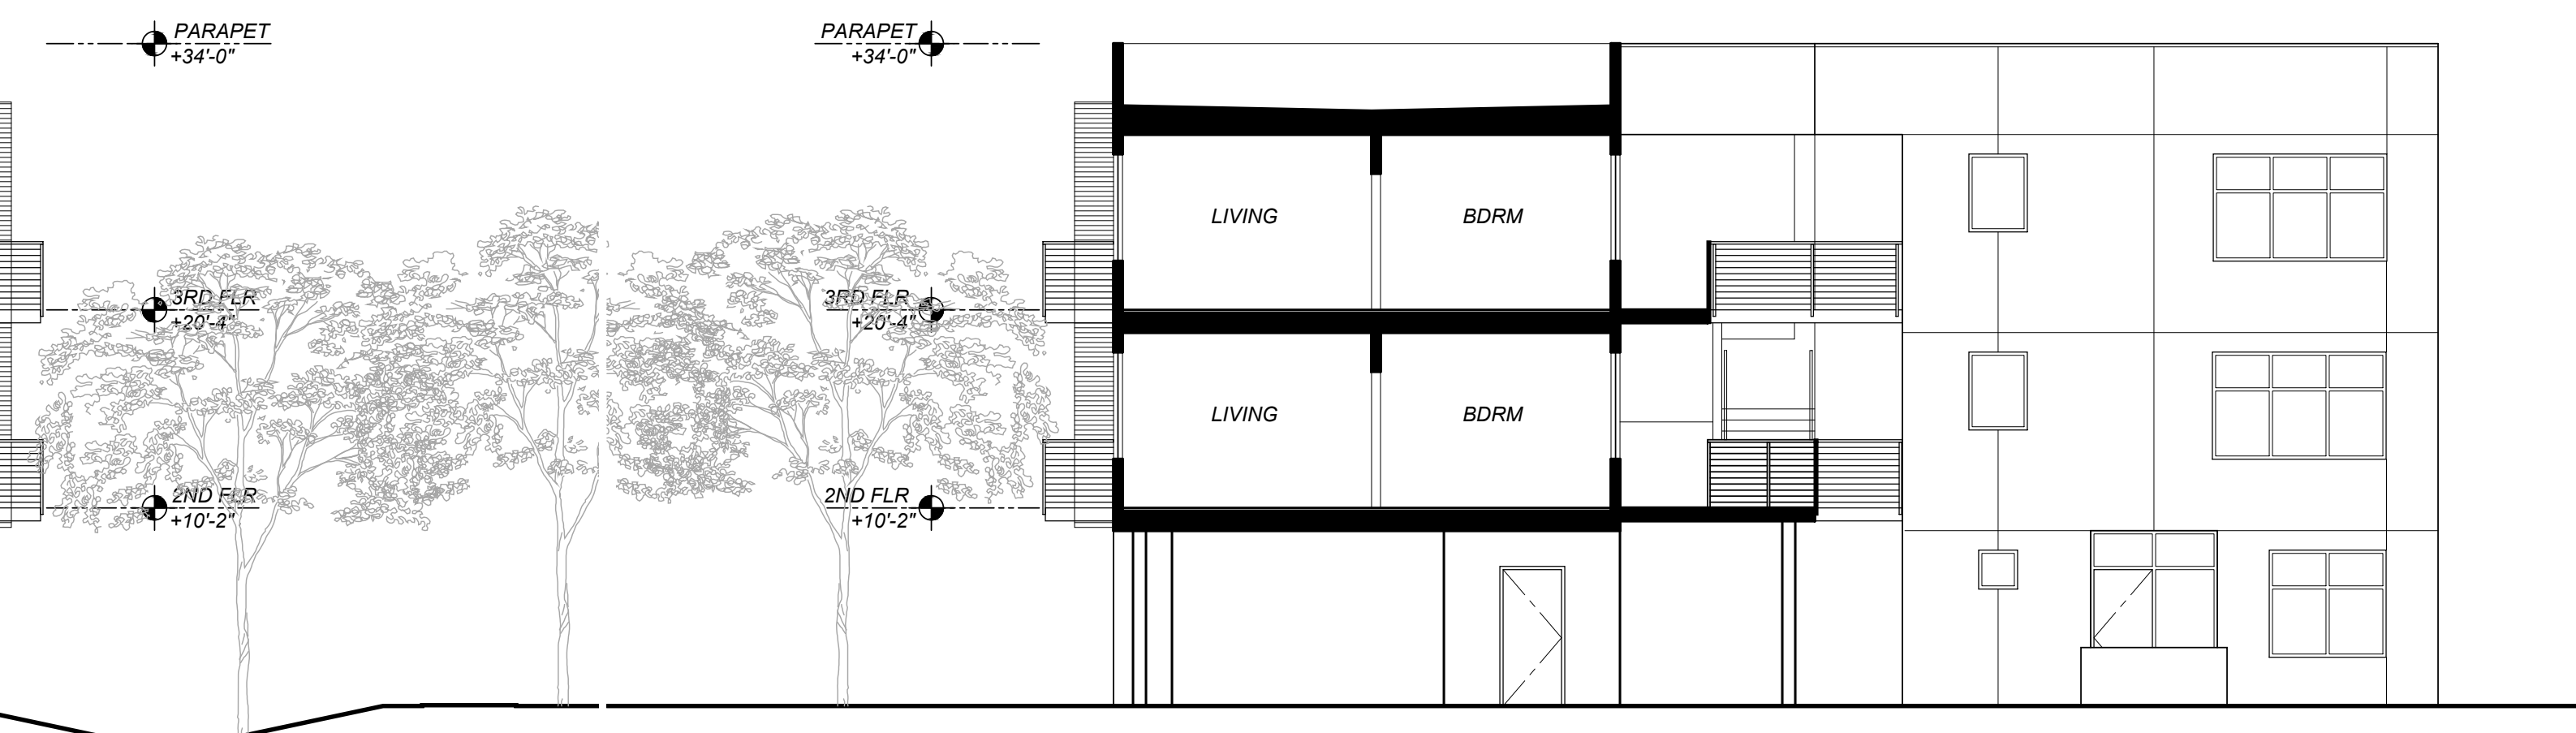 PARAPET
+34'-0"
PARAPET
+34'-0"
LIVING
BDRM
3RD FLR
+20'-4"
3RD FLR
+20'-4"
LIVING
BDRM
2ND FLR
+10'-2"
2ND FLR
+10'-2"